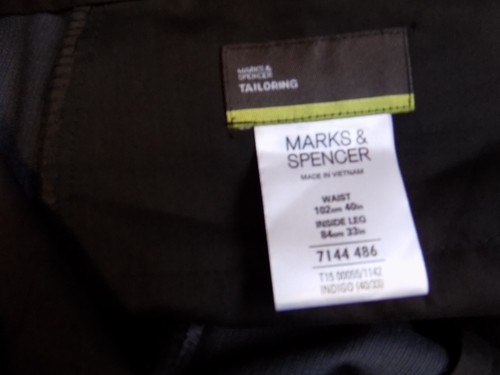 MARKS &
SPENCER
TAILORING
MARKS &
SPENCER
MADE IN VIETNAM
WAIST
102cm 40in
INSIDE LEG
84cm 33in
7144 486
T15 00055/1142
INDIGO (40/33)